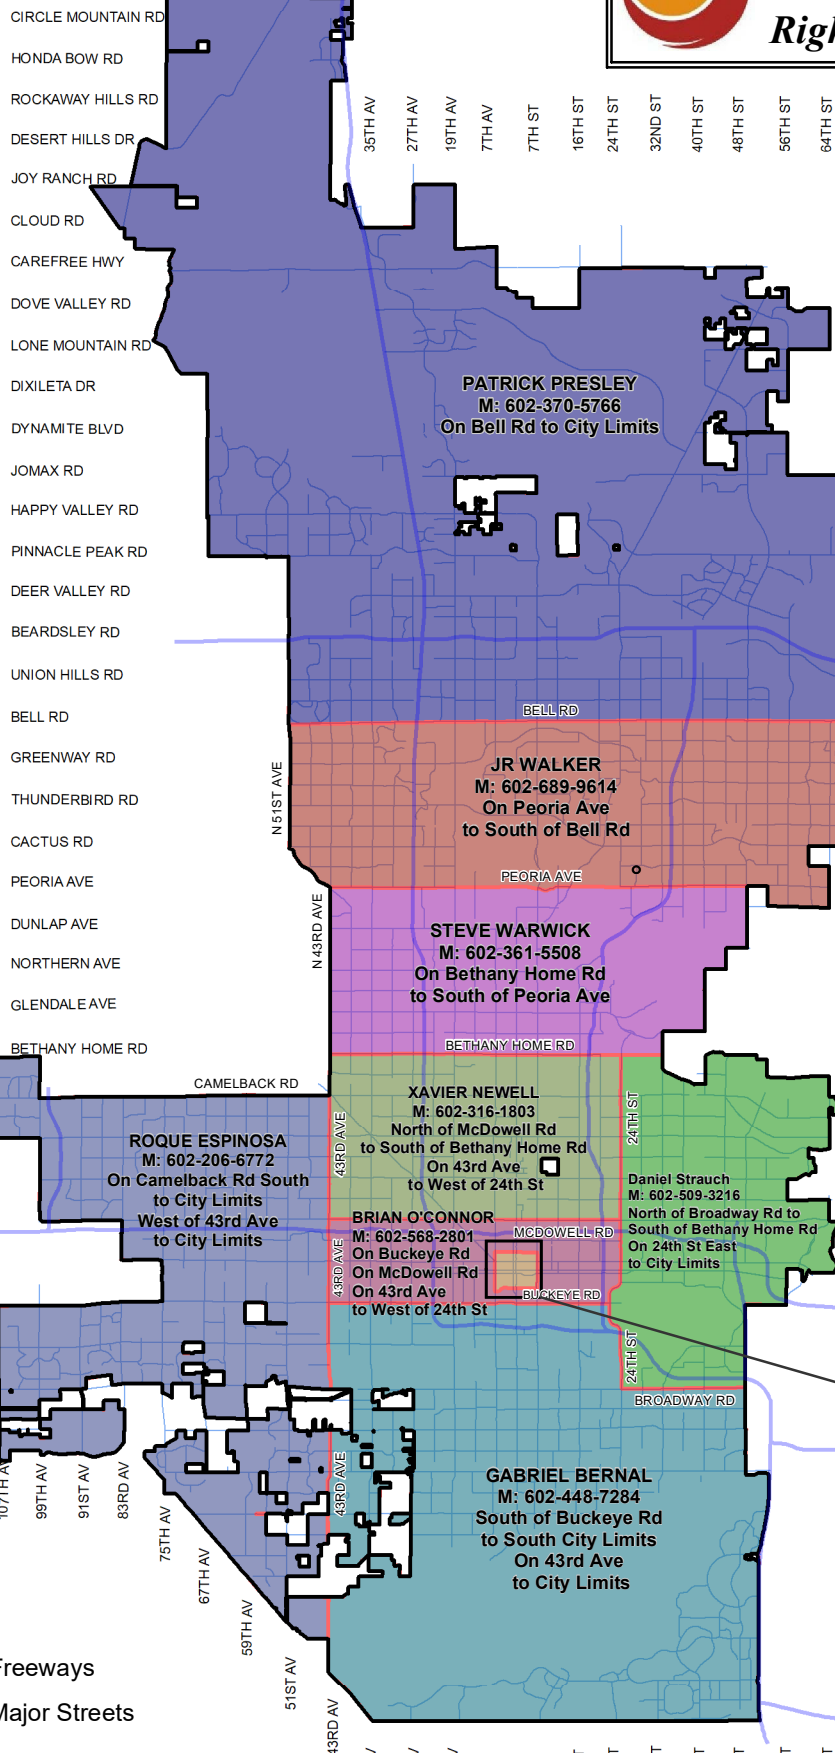 Righ
CIRCLE MOUNTAIN RD
HONDA BOW RD
ROCKAWAY HILLS RD
DESERT HILLS DR
JOY RANCH RD
CLOUD RD
CAREFREE HWY
DOVE VALLEY RD
LONE MOUNTAIN RD
DIXILETA DR
DYNAMITE BLVD
JOMAX RD
HAPPY VALLEY RD
PINNACLE PEAK RD
DEER VALLEY RD
BEARDSLEY RD
UNION HILLS RD
BELL RD
GREENWAY RD
THUNDERBIRD RD
CACTUS RD
PEORIA AVE
DUNLAP AVE
NORTHERN AVE
GLENDALE AVE
BETHANY HOME RD
35TH AV
27TH AV
19TH AV
7TH AV
7TH ST
16TH ST
24TH ST
32ND ST
40TH ST
48TH ST
56TH ST
64TH ST
PATRICK PRESLEY
M: 602-370-5766
On Bell Rd to City Limits
BELL RD
N 51ST AVE
JR WALKER
M: 602-689-9614
On Peoria Ave
to South of Bell Rd
PEORIA AVE
N 43RD AVE
STEVE WARWICK
M: 602-361-5508
On Bethany Home Rd
to South of Peoria Ave
BETHANY HOME RD
CAMELBACK RD
XAVIER NEWELL
M: 602-316-1803
North of McDowell Rd
to South of Bethany Home Rd
On 43rd Ave
to West of 24th St
43RD AVE
24TH ST
ROQUE ESPINOSA
M: 602-206-6772
On Camelback Rd South
to City Limits
West of 43rd Ave
to City Limits
Daniel Strauch
M: 602-509-3216
North of Broadway Rd to
South of Bethany Home Rd
On 24th St East
to City Limits
BRIAN O'CONNOR
M: 602-568-2801
On Buckeye Rd
On McDowell Rd
On 43rd Ave
to West of 24th St
MCDOWELL RD
43RD AVE
BUCKEYE RD
24TH ST
BROADWAY RD
43RD AVE
GABRIEL BERNAL
M: 602-448-7284
South of Buckeye Rd
to South City Limits
On 43rd Ave
to City Limits
107TH A
99TH AV
91ST AV
83RD AV
75TH AV
67TH AV
59TH AV
51ST AV
43RD AV
Freeways
Major Streets